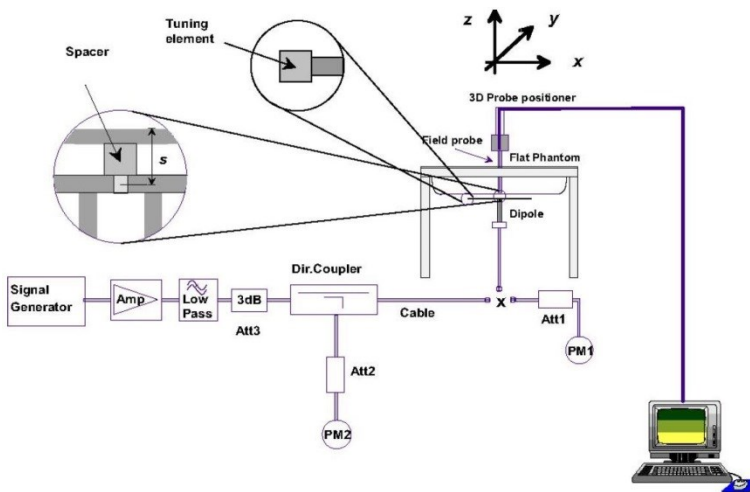 Tuning
element
Spacer
s
z
y
x
3D Probe positioner
Field probe
Flat Phantom
Dipole
Signal
Generator
Amp
Low
Pass
3dB
Att3
Dir.Coupler
Cable
x
Att1
PM1
Att2
PM2